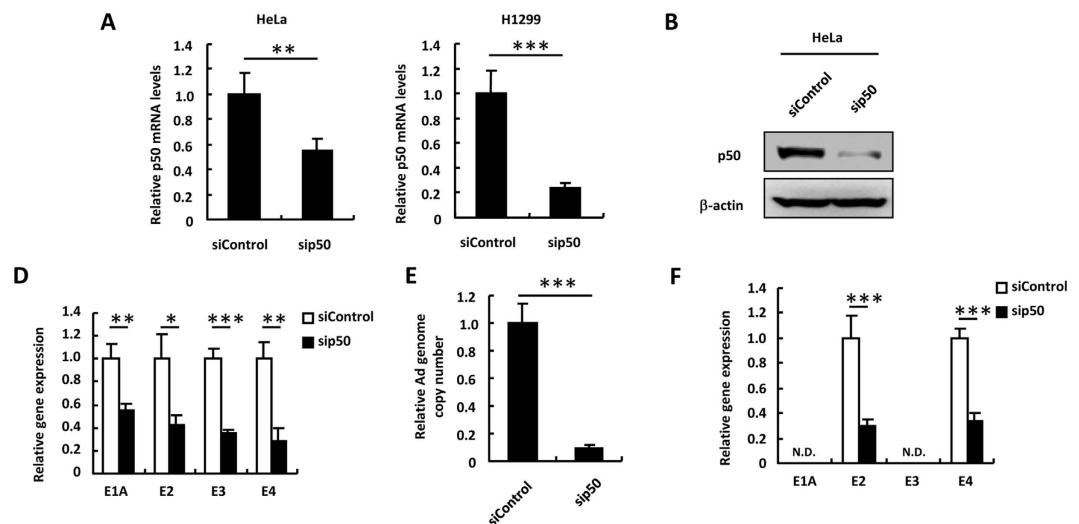 A
HeLa
Relative p50 mRNA levels
1.4
1.2
1.0
0.8
0.6
0.4
0.2
0
**
siControl
sip50
H1299
Relative p50 mRNA levels
1.4
1.2
1.0
0.8
0.6
0.4
0.2
0
***
siControl
sip50
B
HeLa
siControl
sip50
p50
β-actin
D
Relative gene expression
1.4
1.2
1.0
0.8
0.6
0.4
0.2
0
**
*
***
**
siControl
sip50
E1A
E2
E3
E4
E
Relative Ad genome
copy number
1.2
1.0
0.8
0.6
0.4
0.2
0
***
siControl
sip50
F
Relative gene expression
1.4
1.2
1.0
0.8
0.6
0.4
0.2
0
N.D.
***
N.D.
***
siControl
sip50
E1A
E2
E3
E4